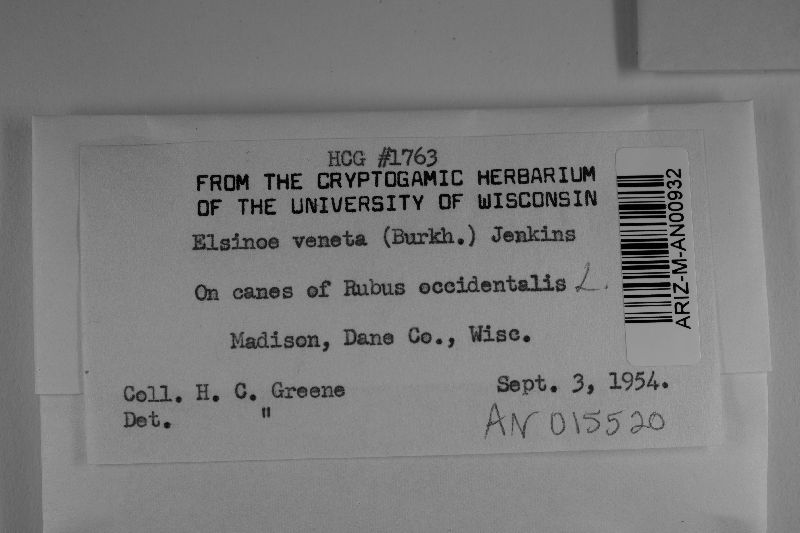 HCG #1763
FROM THE CRYPTOGAMIC HERBARIUM
OF THE UNIVERSITY OF WISCONSIN
Elsinoe veneta (Burkh.) Jenkins
On canes of Rubus occidentalis L.
Madison, Dane Co., Wisc.
Coll. H. C. Greene Sept. 3, 1954.
Det. "
AN 015520
ARIZ-M-AN00932